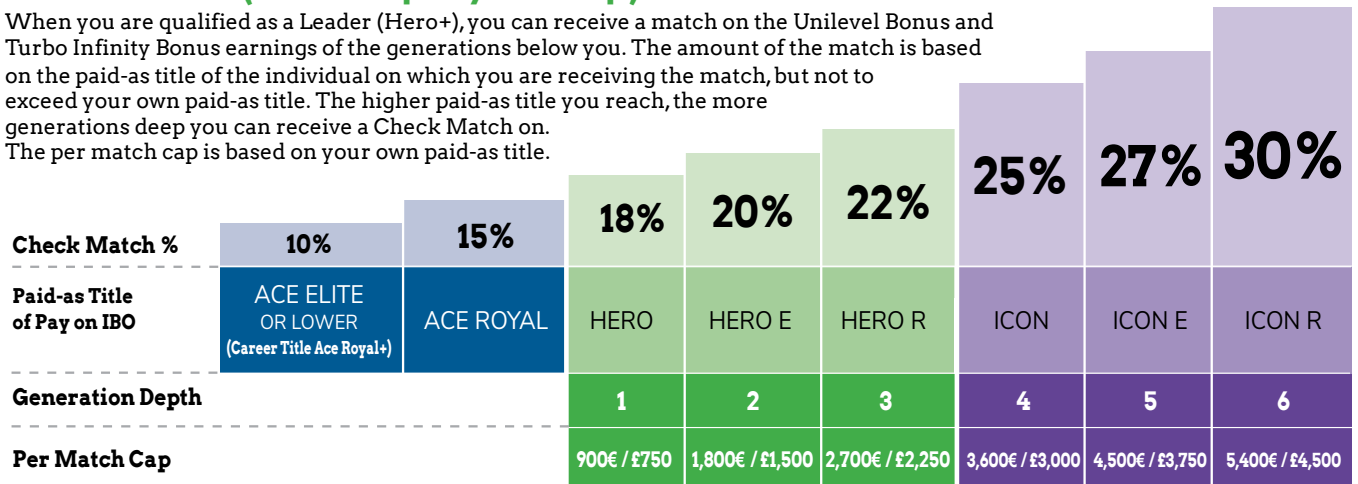 When you are qualified as a Leader (Hero+), you can receive a match on the Unilevel Bonus and
Turbo Infinity Bonus earnings of the generations below you. The amount of the match is based
on the paid-as title of the individual on which you are receiving the match, but not to
exceed your own paid-as title. The higher paid-as title you reach, the more
generations deep you can receive a Check Match on.
The per match cap is based on your own paid-as title.
Check Match % 10% 15% 18% 20% 22% 25% 27% 30%
Paid-as Title
of Pay on IBO
ACE ELITE
OR LOWER
(Career Title Ace Royal+)
ACE ROYAL HERO HERO E HERO R ICON ICON E ICON R
Generation Depth 1 2 3 4 5 6
Per Match Cap 900€ / £750 1,800€ / £1,500 2,700€ / £2,250 3,600€ / £3,000 4,500€ / £3,750 5,400€ / £4,500